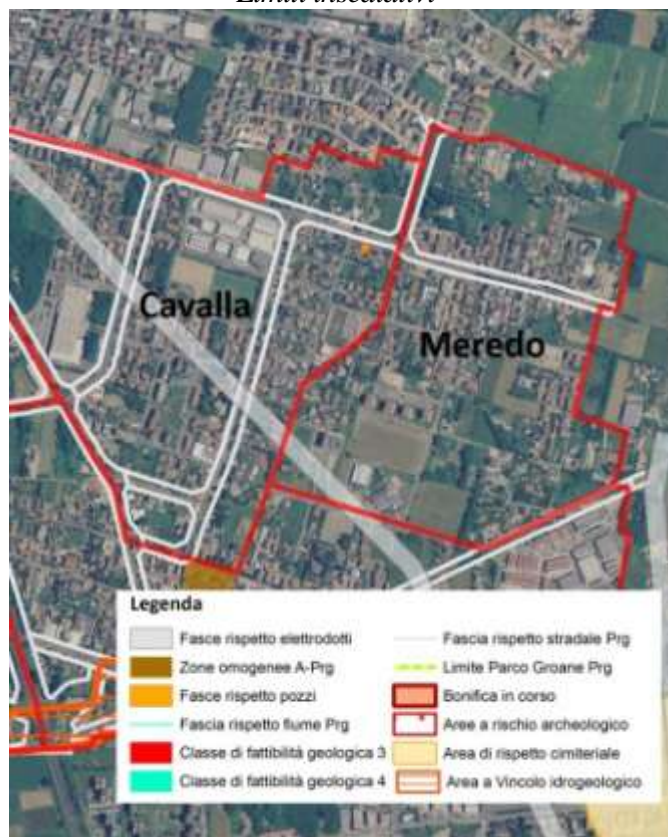 Limiti insediativi
Cavalla
Meredo
Legenda
Fasce rispetto elettrodotti
Zone omogenee A-Prg
Fasce rispetto pozzi
Fascia rispetto fiume Prg
Classe di fattibilità geologica 3
Classe di fattibilità geologica 4
Fascia rispetto stradale Prg
Limite Parco Groane Prg
Bonifica in corso
Aree a rischio archeologico
Area di rispetto cimiteriale
Area a Vincolo idrogeologico